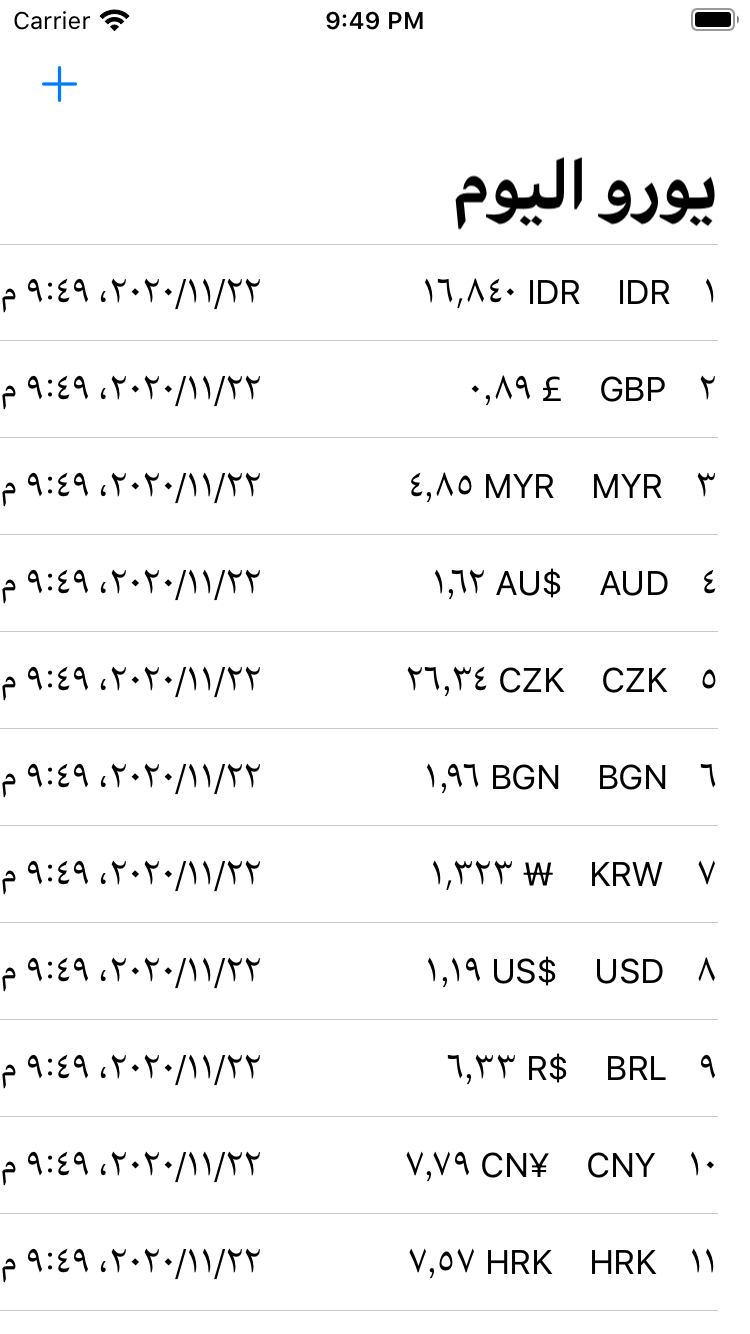 Carrier 9:49 PM
+
يورو اليوم
١ IDR IDR ١٦٬٨٤٠ ٢٢/١١/٢٠٢٠، ٩:٤٩ م
٢ GBP £ ٠٫٨٩ ٢٢/١١/٢٠٢٠، ٩:٤٩ م
٣ MYR MYR ٤٫٨٥ ٢٢/١١/٢٠٢٠، ٩:٤٩ م
٤ AUD AU$ ١٫٦٢ ٢٢/١١/٢٠٢٠، ٩:٤٩ م
٥ CZK CZK ٢٦٫٣٤ ٢٢/١١/٢٠٢٠، ٩:٤٩ م
٦ BGN BGN ١٫٩٦ ٢٢/١١/٢٠٢٠، ٩:٤٩ م
٧ KRW ₩ ١٬٣٢٣ ٢٢/١١/٢٠٢٠، ٩:٤٩ م
٨ USD US$ ١٫١٩ ٢٢/١١/٢٠٢٠، ٩:٤٩ م
٩ BRL R$ ٦٫٣٣ ٢٢/١١/٢٠٢٠، ٩:٤٩ م
١٠ CNY CN¥ ٧٫٧٩ ٢٢/١١/٢٠٢٠، ٩:٤٩ م
١١ HRK HRK ٧٫٥٧ ٢٢/١١/٢٠٢٠، ٩:٤٩ م